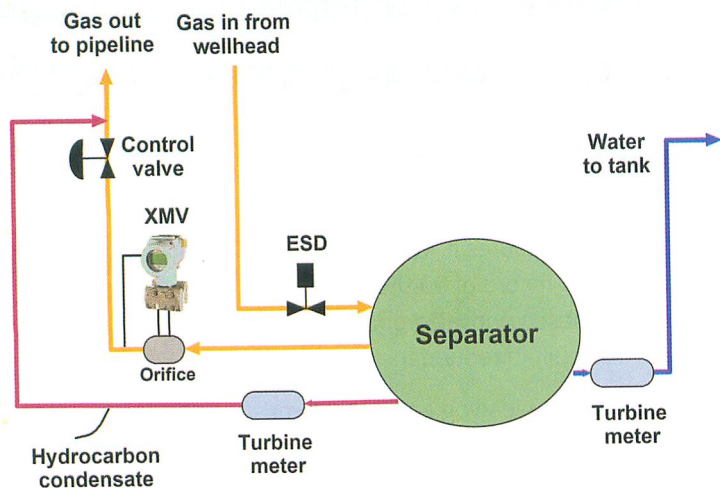 Gas out
to pipeline
Gas in from
wellhead
Control
valve
Water
to tank
XMV
ESD
Separator
Orifice
Turbine
meter
Turbine
meter
Hydrocarbon
condensate